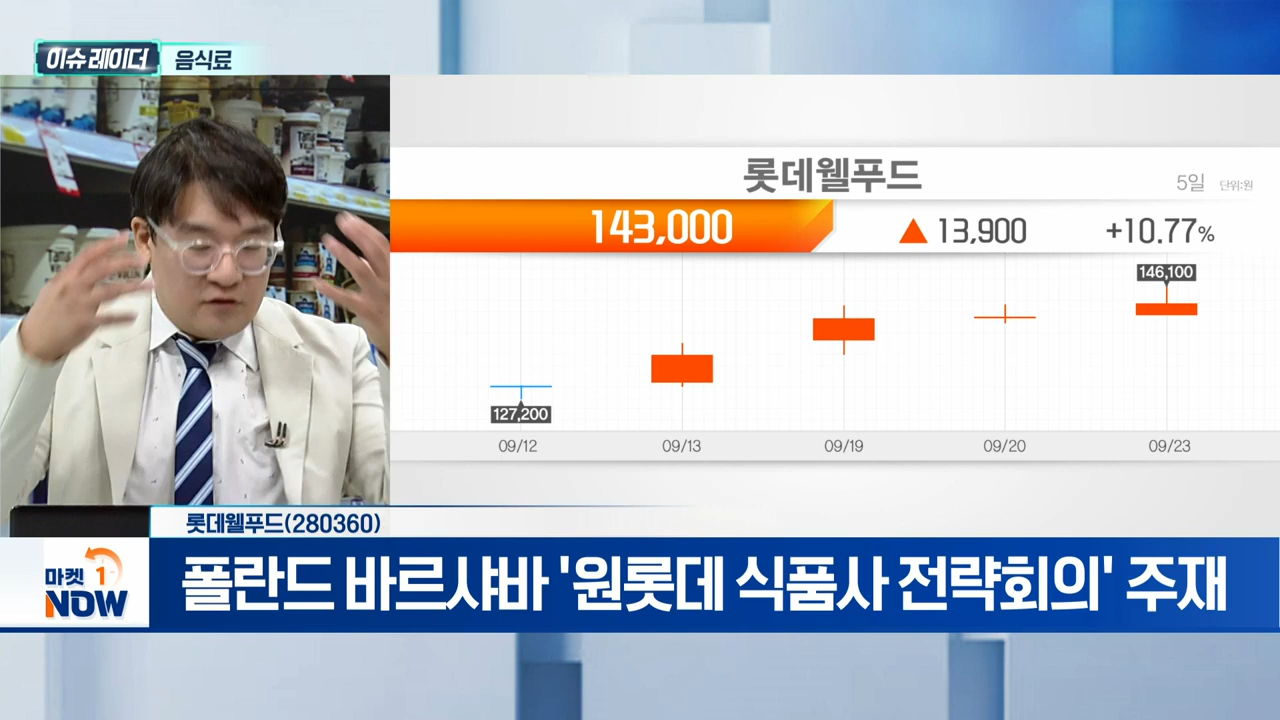 이슈 레이더 음식료
롯데웰푸드
5일 단위:원
143,000 ▲ 13,900 +10.77%
146,100
127,200
09/12 09/13 09/19 09/20 09/23
롯데웰푸드(280360)
마켓 1
NOW
폴란드 바르샤바 '원롯데 식품사 전략회의' 주재